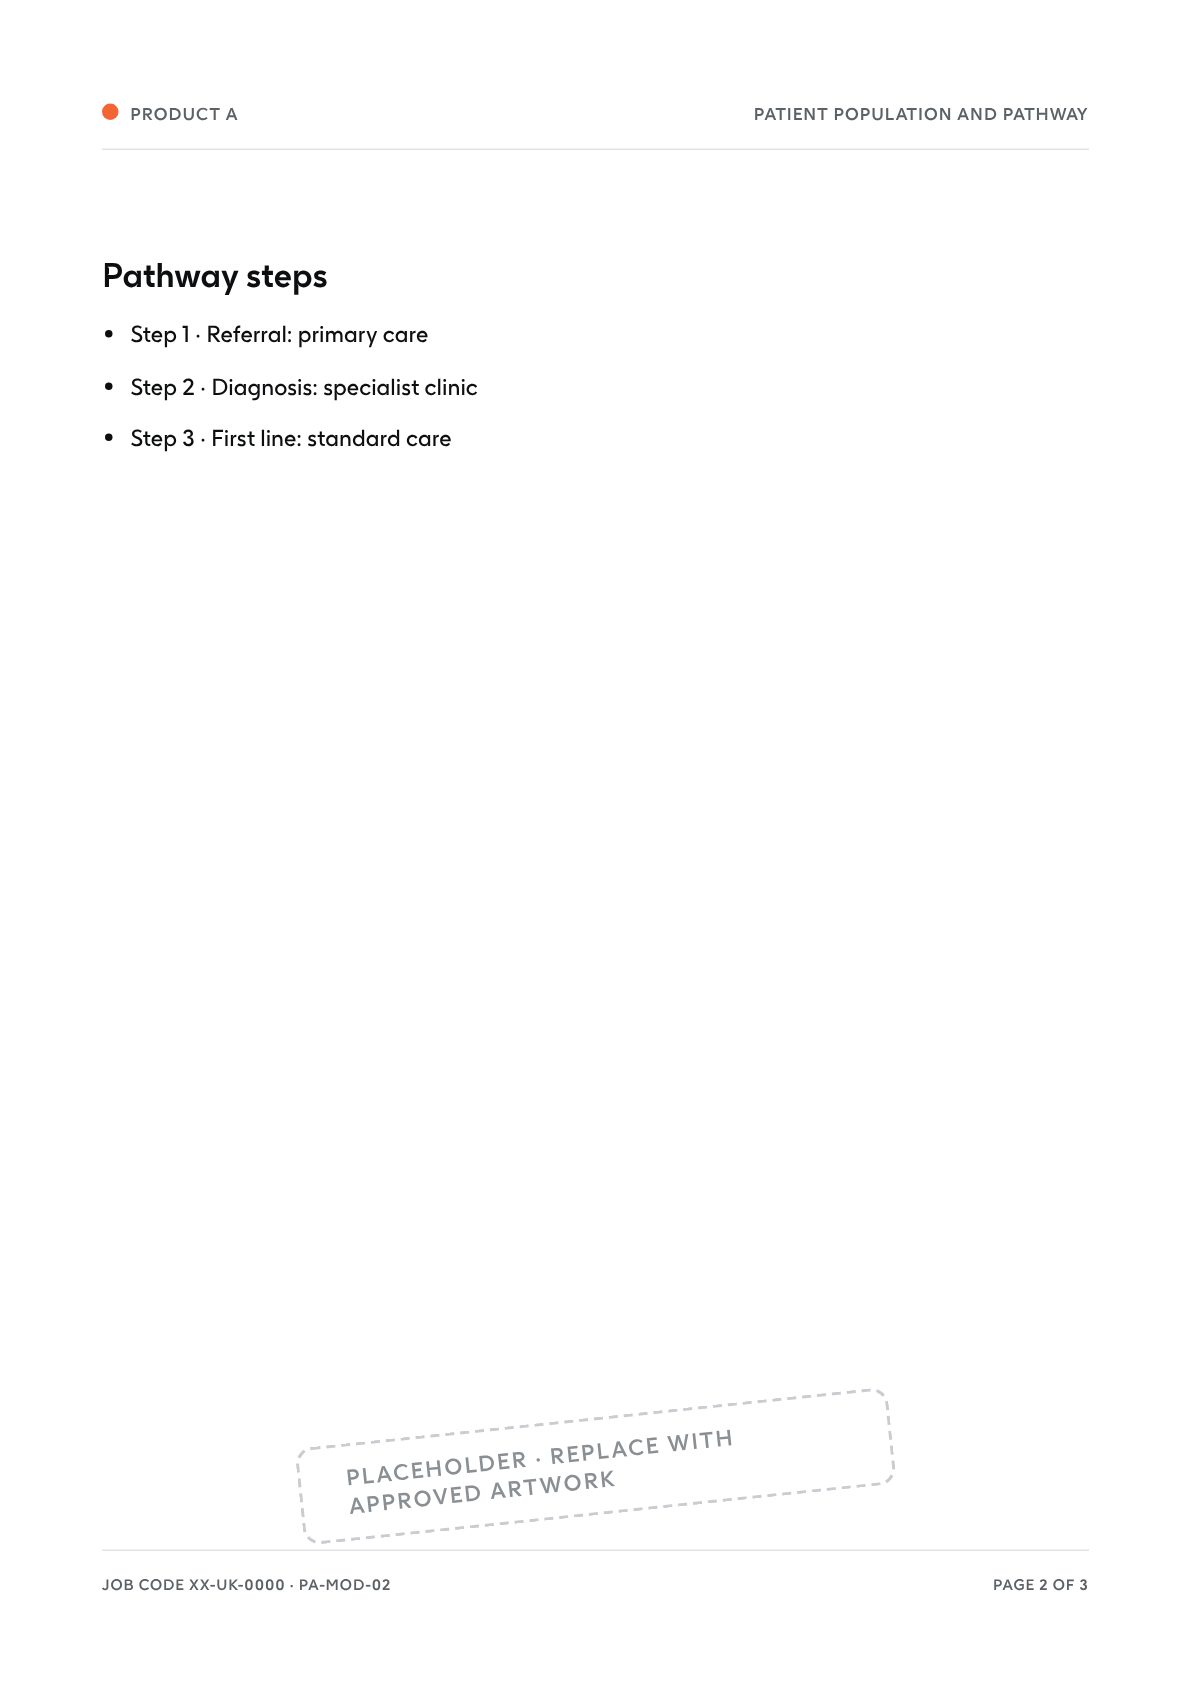 PRODUCT A
PATIENT POPULATION AND PATHWAY
Pathway steps
• Step 1 · Referral: primary care
• Step 2 · Diagnosis: specialist clinic
• Step 3 · First line: standard care
PLACEHOLDER · REPLACE WITH
APPROVED ARTWORK
JOB CODE XX-UK-0000 · PA-MOD-02
PAGE 2 OF 3